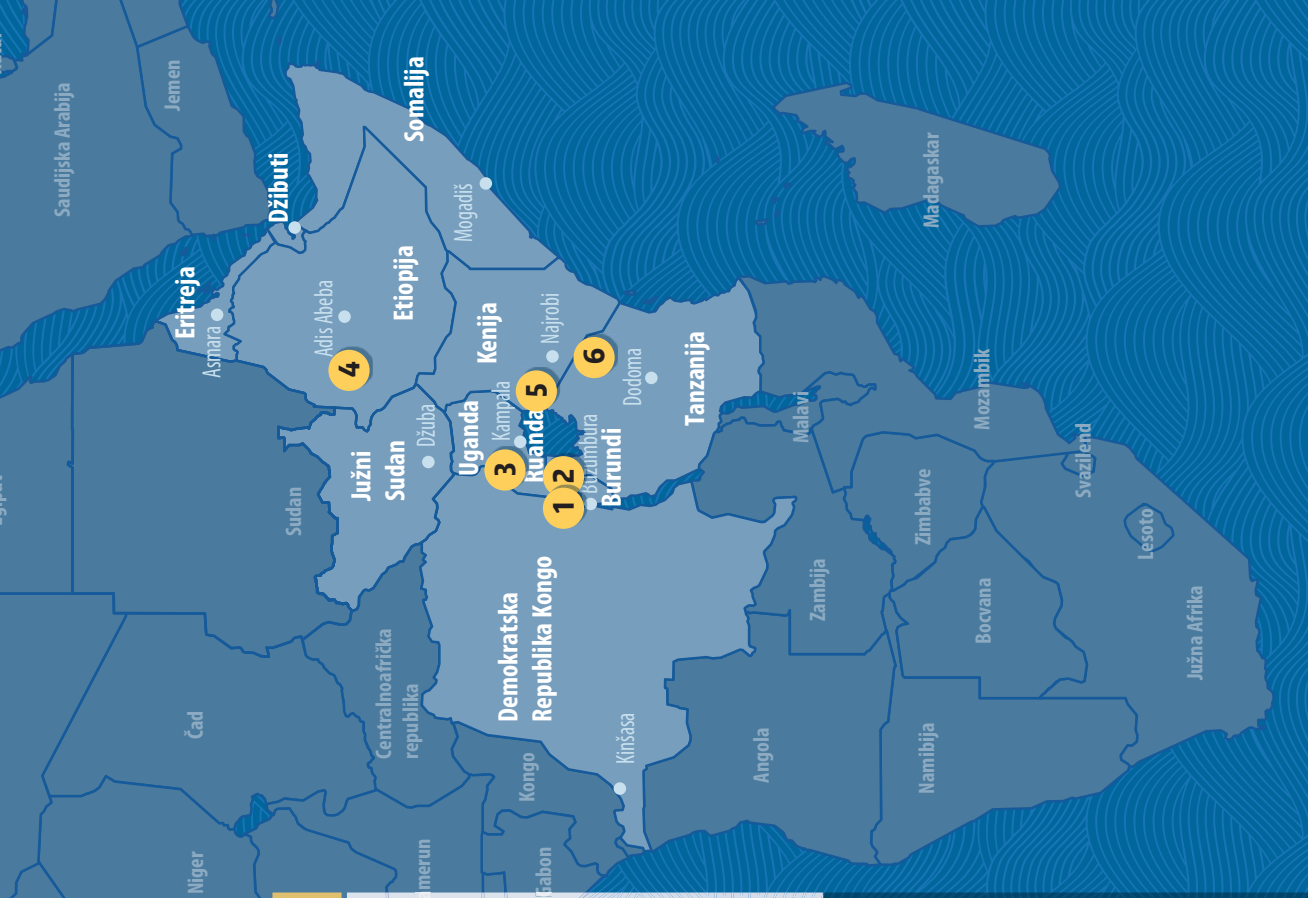 Saudijska Arabija
Jemen
Eritreja
Asmara
Niger
Čad
Džibuti
Sudan
Adis Abeba
4
Etiopija
Južni
Sudan
Džuba
Centralnoafrička
republika
Somalija
Mogadiš
merun
Uganda
Kenija
Kampala
3
Demokratska
Republika Kongo
Kongo
Ruanda
5
Gabon
Najrobi
1
2
Bužumbura
Burundi
6
Kinšasa
Dodoma
Tanzanija
Angola
Malavi
Zambija
Namibija
Zimbabve
Madagaskar
Bocvana
Mozambik
Svazilend
Lesoto
Južna Afrika